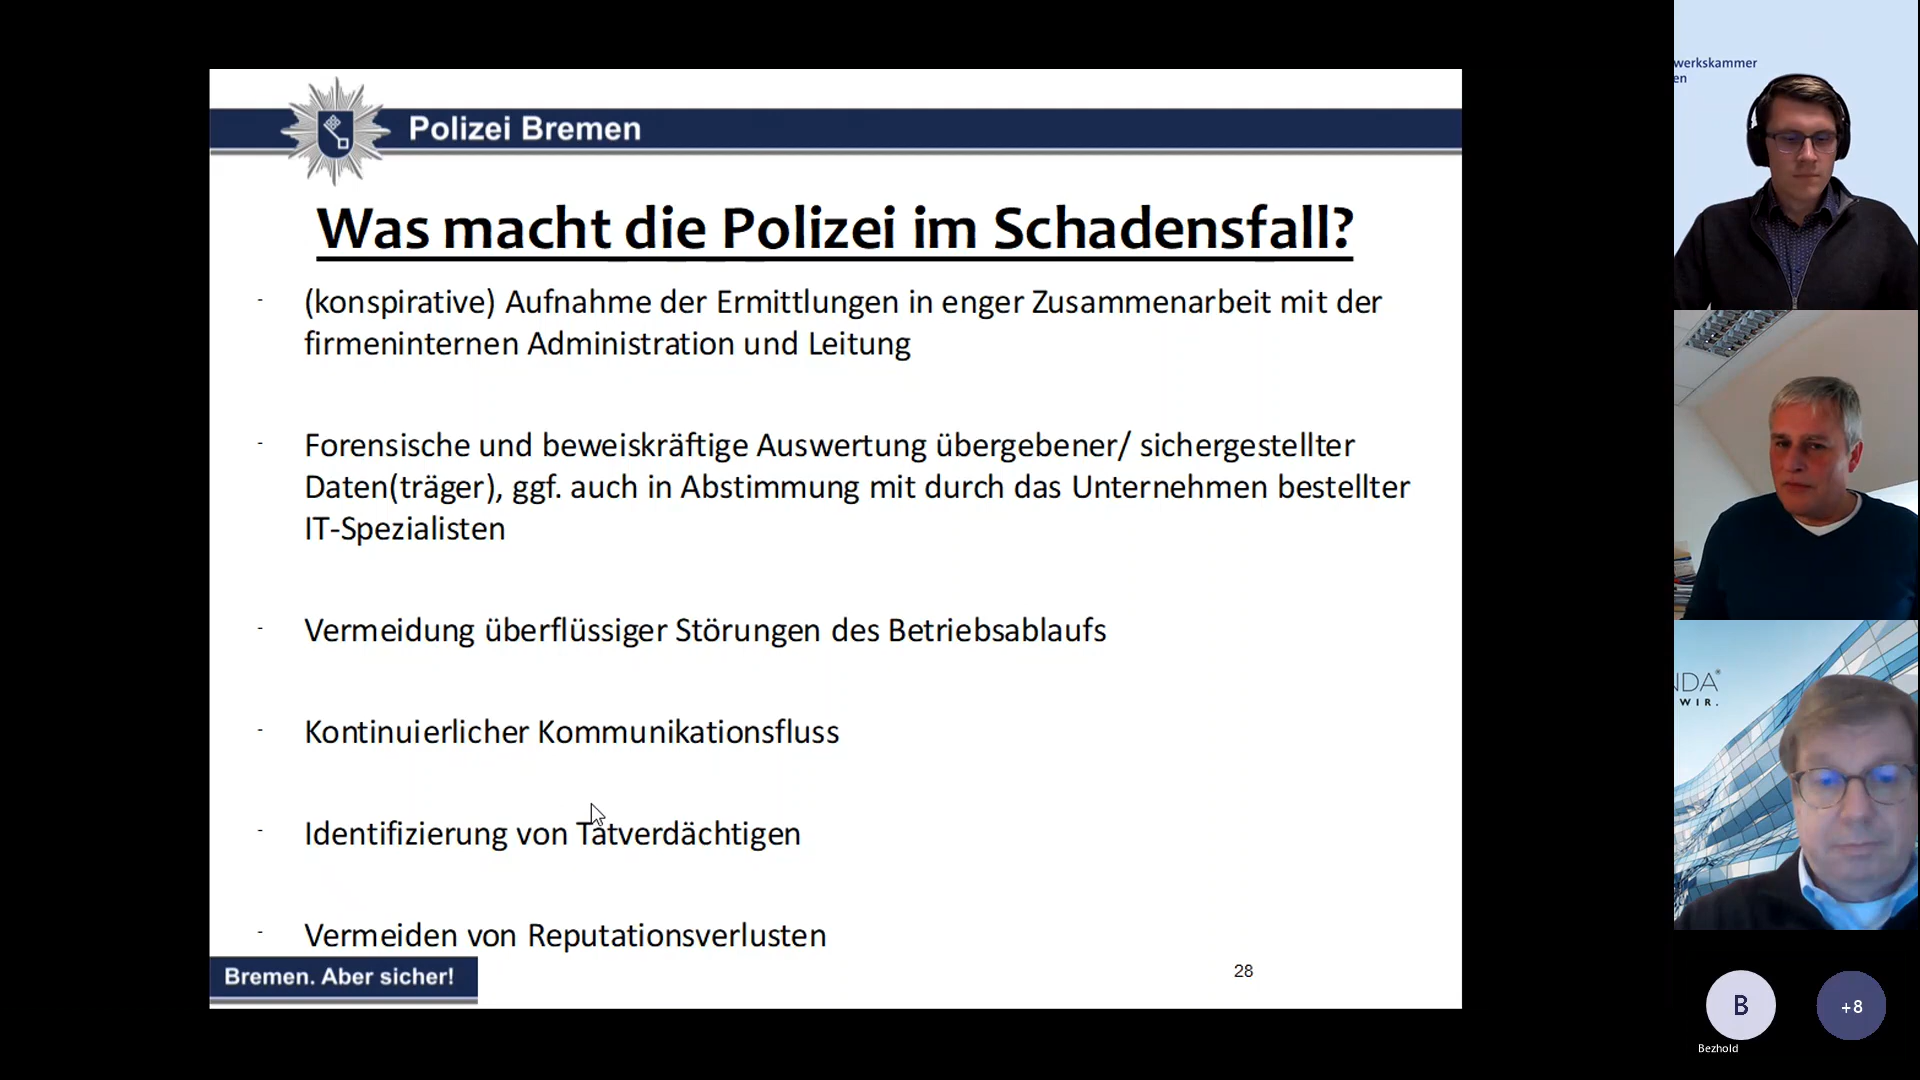 Polizei Bremen
Was macht die Polizei im Schadensfall?
- (konspirative) Aufnahme der Ermittlungen in enger Zusammenarbeit mit der
firmeninternen Administration und Leitung
- Forensische und beweiskräftige Auswertung übergebener/ sichergestellter
Daten(träger), ggf. auch in Abstimmung mit durch das Unternehmen bestellter
IT-Spezialisten
- Vermeidung überflüssiger Störungen des Betriebsablaufs
- Kontinuierlicher Kommunikationsfluss
- Identifizierung von Tatverdächtigen
- Vermeiden von Reputationsverlusten
Bremen. Aber sicher!
28
werkskammer
en
NDA®
WIR.
B
+8
Bezhold